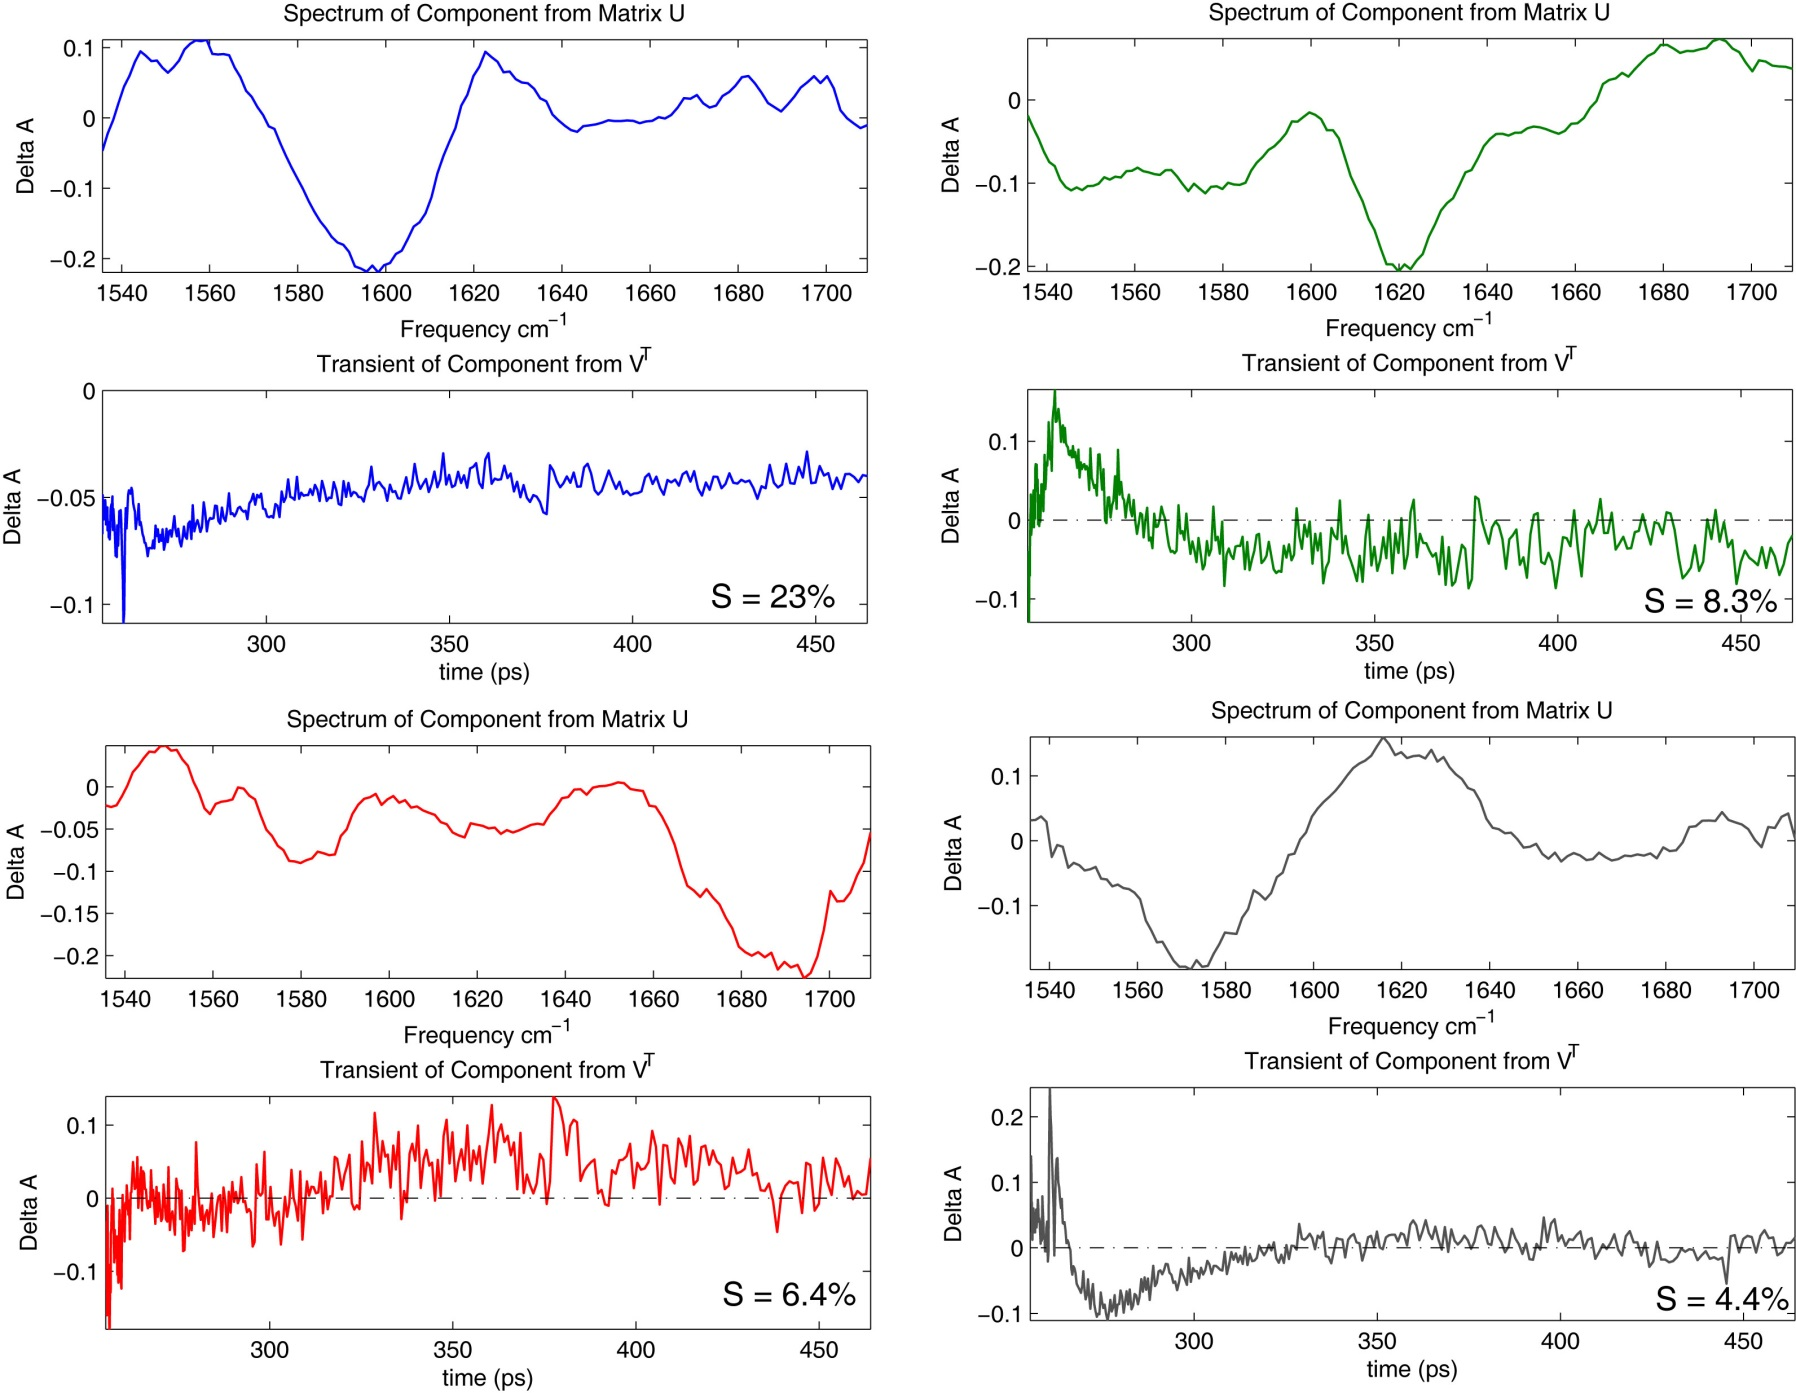 Spectrum of Component from Matrix U
0.1
0
−0.1
−0.2
Delta A
1540 1560 1580 1600 1620 1640 1660 1680 1700
Frequency cm−1
Transient of Component from VT
0
−0.05
−0.1
Delta A
S = 23%
300 350 400 450
time (ps)
Spectrum of Component from Matrix U
0
−0.1
−0.2
Delta A
1540 1560 1580 1600 1620 1640 1660 1680 1700
Frequency cm−1
Transient of Component from VT
0.1
0
−0.1
Delta A
S = 8.3%
300 350 400 450
time (ps)
Spectrum of Component from Matrix U
0
−0.05
−0.1
−0.15
−0.2
Delta A
1540 1560 1580 1600 1620 1640 1660 1680 1700
Frequency cm−1
Transient of Component from VT
0.1
0
−0.1
Delta A
S = 6.4%
300 350 400 450
time (ps)
Spectrum of Component from Matrix U
0.1
0
−0.1
Delta A
1540 1560 1580 1600 1620 1640 1660 1680 1700
Frequency cm−1
Transient of Component from VT
0.2
0.1
0
−0.1
Delta A
S = 4.4%
300 350 400 450
time (ps)